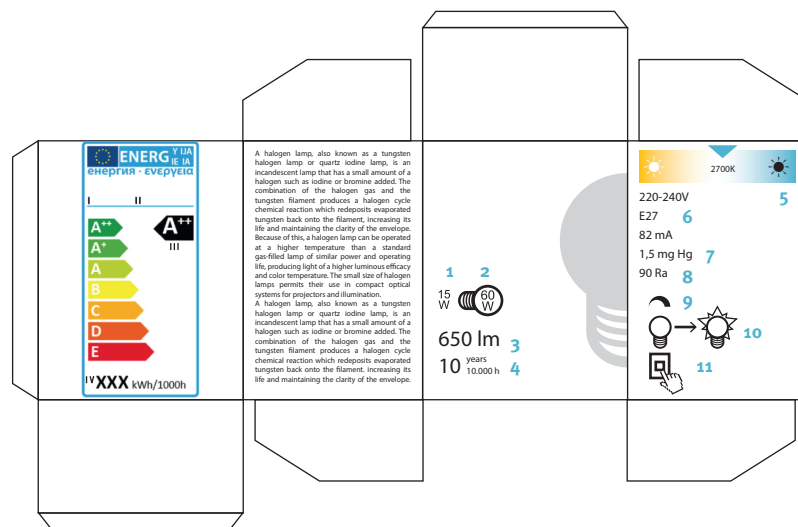 ENERG Y IJA
IE IA
енергия · ενεργεια
I II
A++ A++
A+ III
A
B
C
D
E
IV XXX kWh/1000h
A halogen lamp, also known as a tungsten
halogen lamp or quartz iodine lamp, is an
incandescent lamp that has a small amount of a
halogen such as iodine or bromine added. The
combination of the halogen gas and the
tungsten filament produces a halogen cycle
chemical reaction which redeposits evaporated
tungsten back onto the filament, increasing its
life and maintaining the clarity of the envelope.
Because of this, a halogen lamp can be operated
at a higher temperature than a standard
gas-filled lamp of similar power and operating
life, producing light of a higher luminous efficacy
and color temperature. The small size of halogen
lamps permits their use in compact optical
systems for projectors and illumination.
A halogen lamp, also known as a tungsten
halogen lamp or quartz iodine lamp, is an
incandescent lamp that has a small amount of a
halogen such as iodine or bromine added. The
combination of the halogen gas and the
tungsten filament produces a halogen cycle
chemical reaction which redeposits evaporated
tungsten back onto the filament. increasing its
life and maintaining the clarity of the envelope.
1 2
15 W 60 W
650 lm 3
10 years 10.000 h 4
2700K
220-240V 5
E27 6
82 mA
1,5 mg Hg 7
90 Ra 8
9
10
11